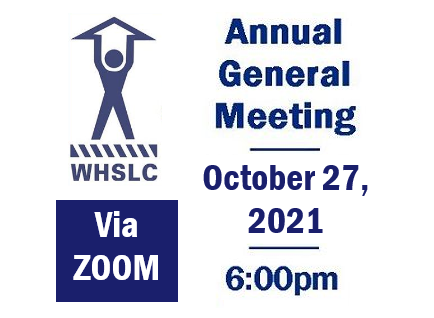 WHSLC
Via
ZOOM
Annual
General
Meeting
October 27,
2021
6:00pm